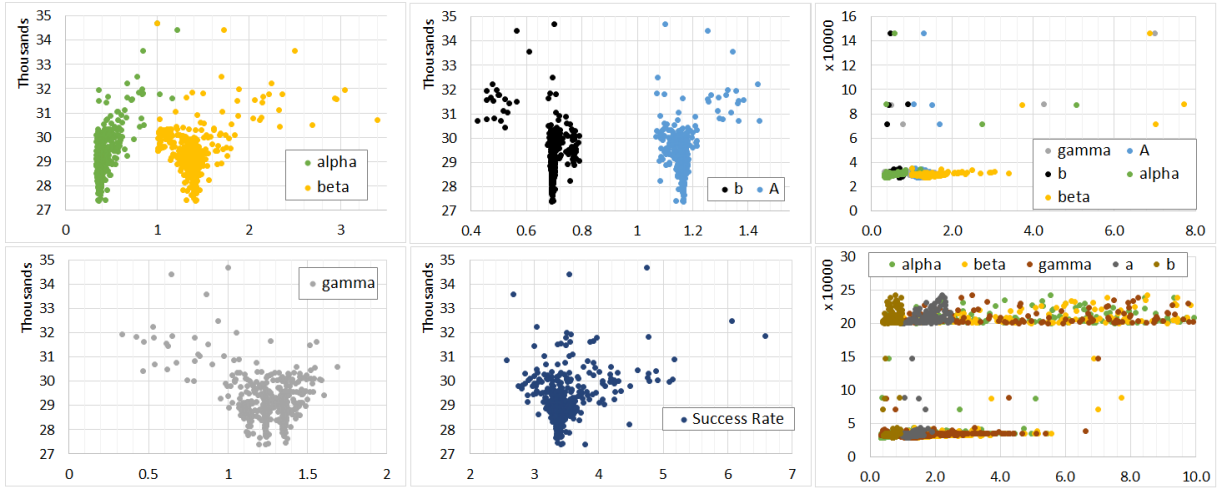 Thousands
35
34
33
32
31
30
29
28
27
0 1 2 3
alpha
beta
Thousands
35
34
33
32
31
30
29
28
27
0.4 0.6 0.8 1 1.2 1.4
b A
x 10000
16
14
12
10
8
6
4
2
0
0.0 2.0 4.0 6.0 8.0
gamma A
b alpha
beta
Thousands
35
34
33
32
31
30
29
28
27
0 0.5 1 1.5 2
gamma
Thousands
35
34
33
32
31
30
29
28
27
2 3 4 5 6 7
Success Rate
x 10000
30
25
20
15
10
5
0
0.0 2.0 4.0 6.0 8.0 10.0
alpha beta gamma a b